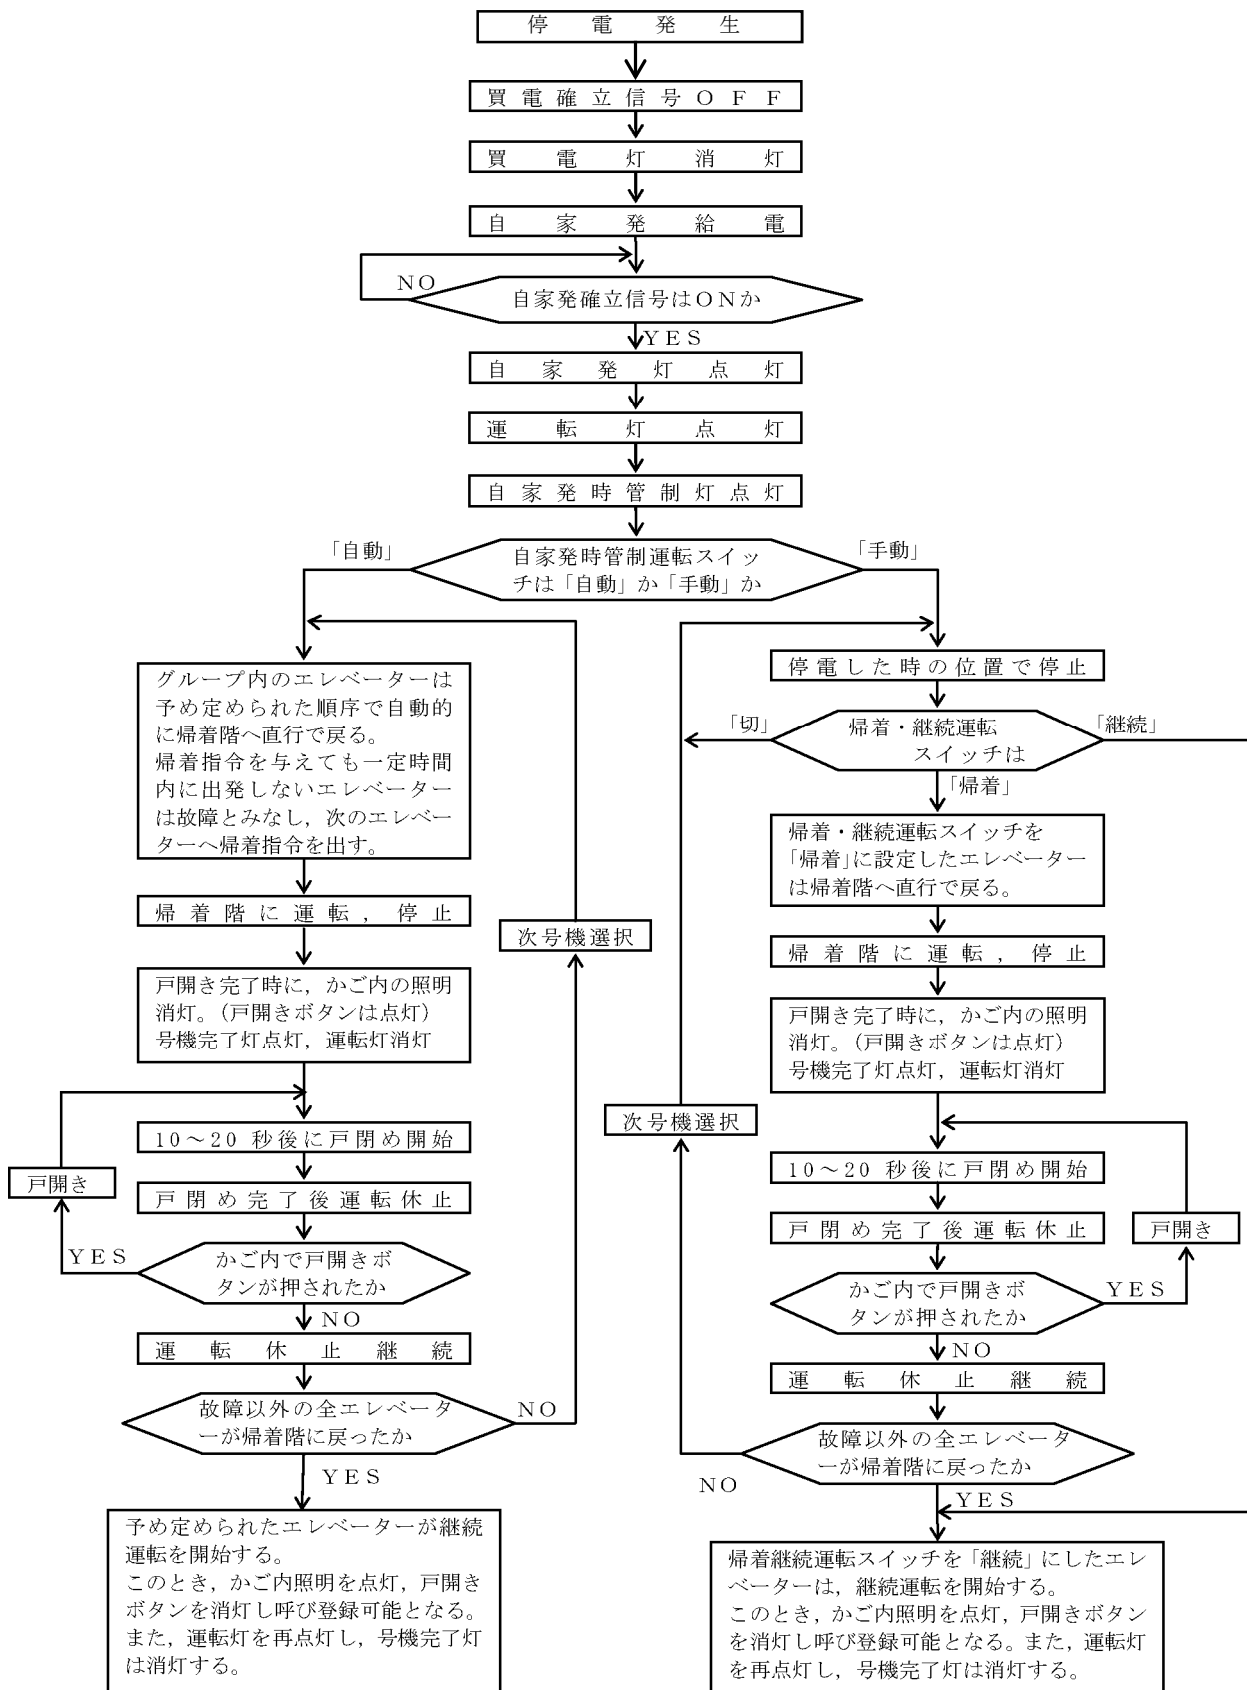 停電発生
買電確立信号ＯＦＦ
買電灯消灯
自家発給電
ＮＯ
自家発確立信号はＯＮか
ＹＥＳ
自家発灯点灯
運転灯点灯
自家発時管制灯点灯
「自動」
自家発時管制運転スイッ
チは「自動」か「手動」か
「手動」
グループ内のエレベーターは
予め定められた順序で自動的
に帰着階へ直行で戻る。
帰着指令を与えても一定時間
内に出発しないエレベーター
は故障とみなし，次のエレベー
ターへ帰着指令を出す。
帰着階に運転，停止
次号機選択
戸開き完了時に，かご内の照明
消灯。（戸開きボタンは点灯）
号機完了灯点灯，運転灯消灯
10～20 秒後に戸閉め開始
戸開き
戸閉め完了後運転休止
ＹＥＳ
かご内で戸開きボ
タンが押されたか
ＮＯ
運転休止継続
故障以外の全エレベータ
ーが帰着階に戻ったか
ＮＯ
ＹＥＳ
予め定められたエレベーターが継続
運転を開始する。
このとき，かご内照明を点灯，戸開き
ボタンを消灯し呼び登録可能となる。
また，運転灯を再点灯し，号機完了灯
は消灯する。
停電した時の位置で停止
「切」
帰着・継続運転
スイッチは
「継続」
「帰着」
帰着・継続運転スイッチを
「帰着」に設定したエレベーター
は帰着階へ直行で戻る。
帰着階に運転，停止
戸開き完了時に，かご内の照明
消灯。（戸開きボタンは点灯）
号機完了灯点灯，運転灯消灯
次号機選択
10～20 秒後に戸閉め開始
戸閉め完了後運転休止
戸開き
かご内で戸開きボ
タンが押されたか
ＹＥＳ
ＮＯ
運転休止継続
故障以外の全エレベータ
ーが帰着階に戻ったか
ＮＯ
ＹＥＳ
帰着継続運転スイッチを「継続」にしたエレ
ベーターは，継続運転を開始する。
このとき，かご内照明を点灯，戸開きボタン
を消灯し呼び登録可能となる。また，運転灯
を再点灯し，号機完了灯は消灯する。